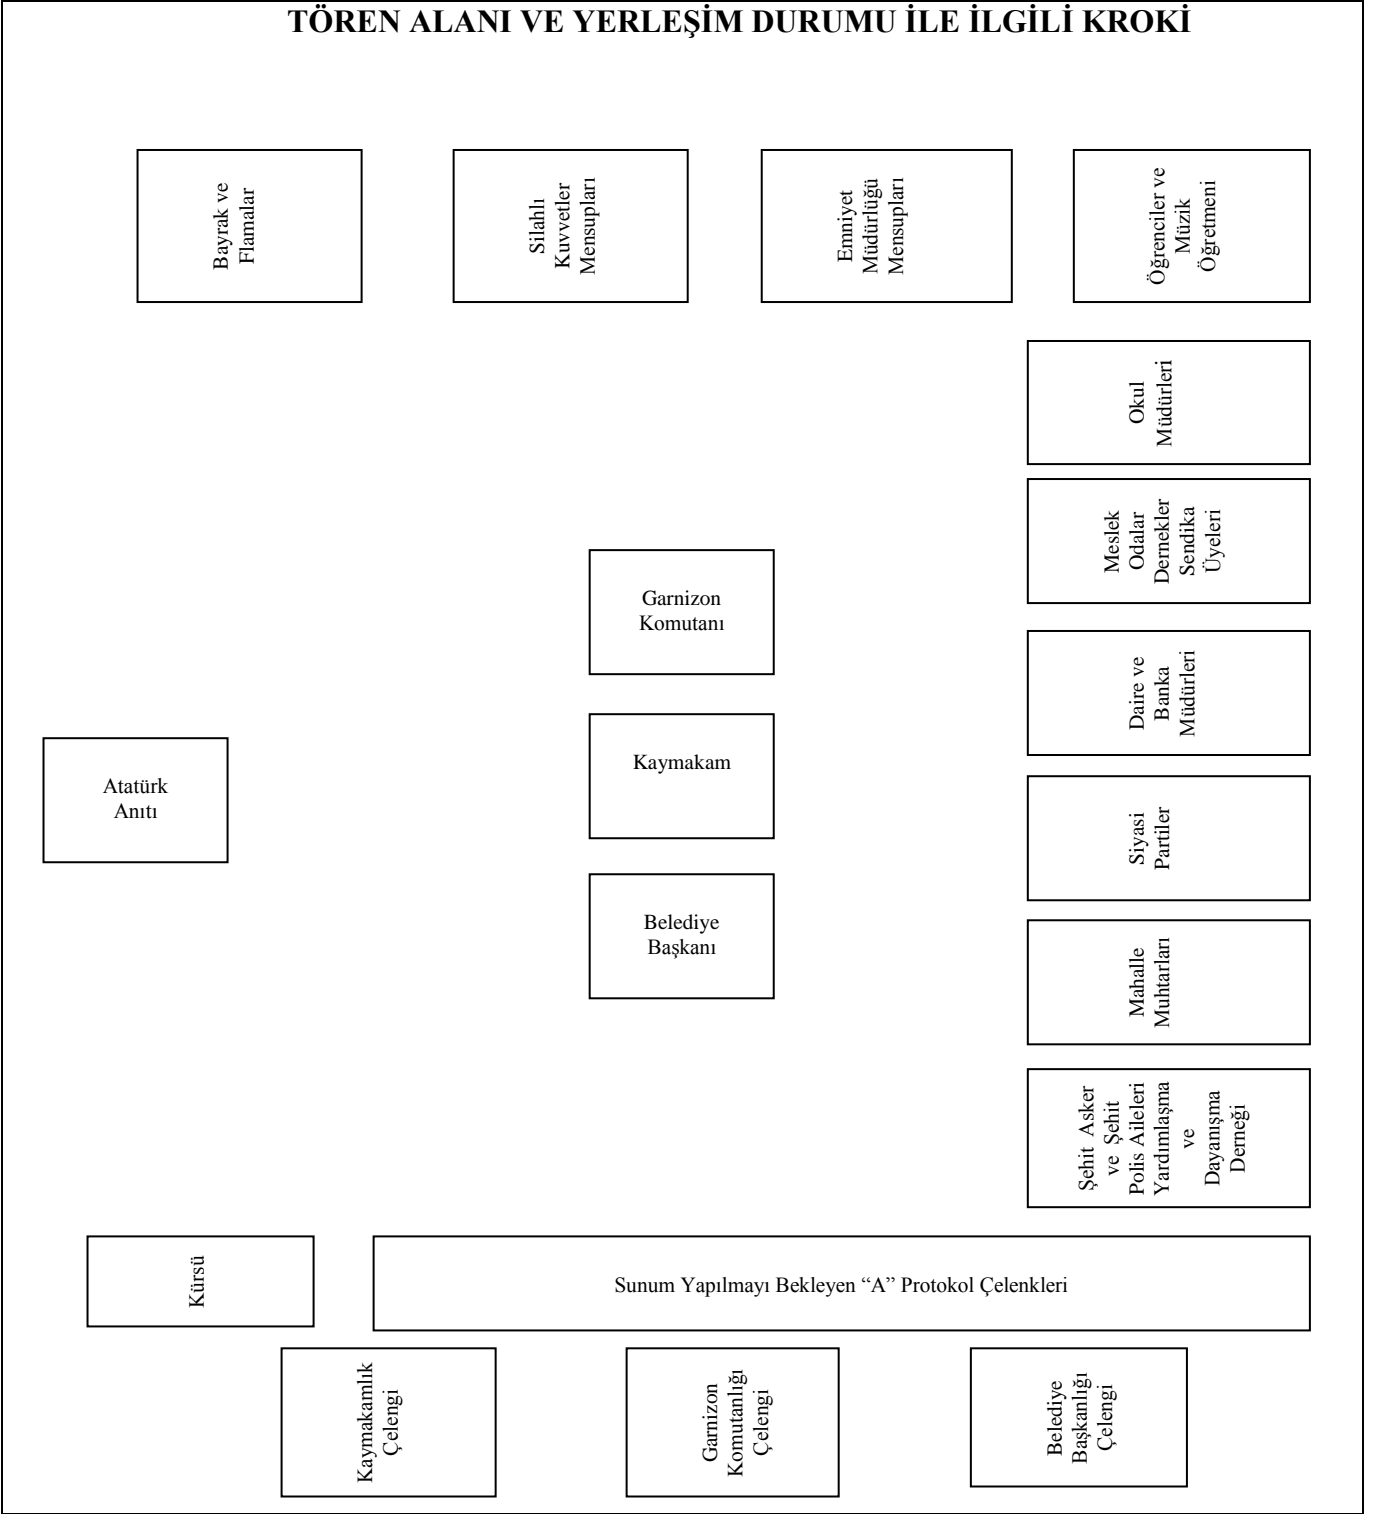 TÖREN ALANI VE YERLEŞİM DURUMU İLE İLGİLİ KROKİ
Bayrak ve
Flamalar
Silahlı
Kuvvetler
Mensupları
Emniyet
Müdürlüğü
Mensupları
Öğrenciler ve
Müzik
Öğretmeni
Okul
Müdürleri
Meslek
Odalar
Dernekler
Sendika
Üyeleri
Garnizon
Komutanı
Daire ve
Banka
Müdürleri
Kaymakam
Atatürk
Anıtı
Siyasi
Partiler
Belediye
Başkanı
Mahalle
Muhtarları
Şehit Asker
ve Şehit
Polis Aileleri
Yardımlaşma
ve
Dayanışma
Derneği
Kürsü
Sunum Yapılmayı Bekleyen “A” Protokol Çelenkleri
Kaymakamlık
Çelengi
Garnizon
Komutanlığı
Çelengi
Belediye
Başkanlığı
Çelengi